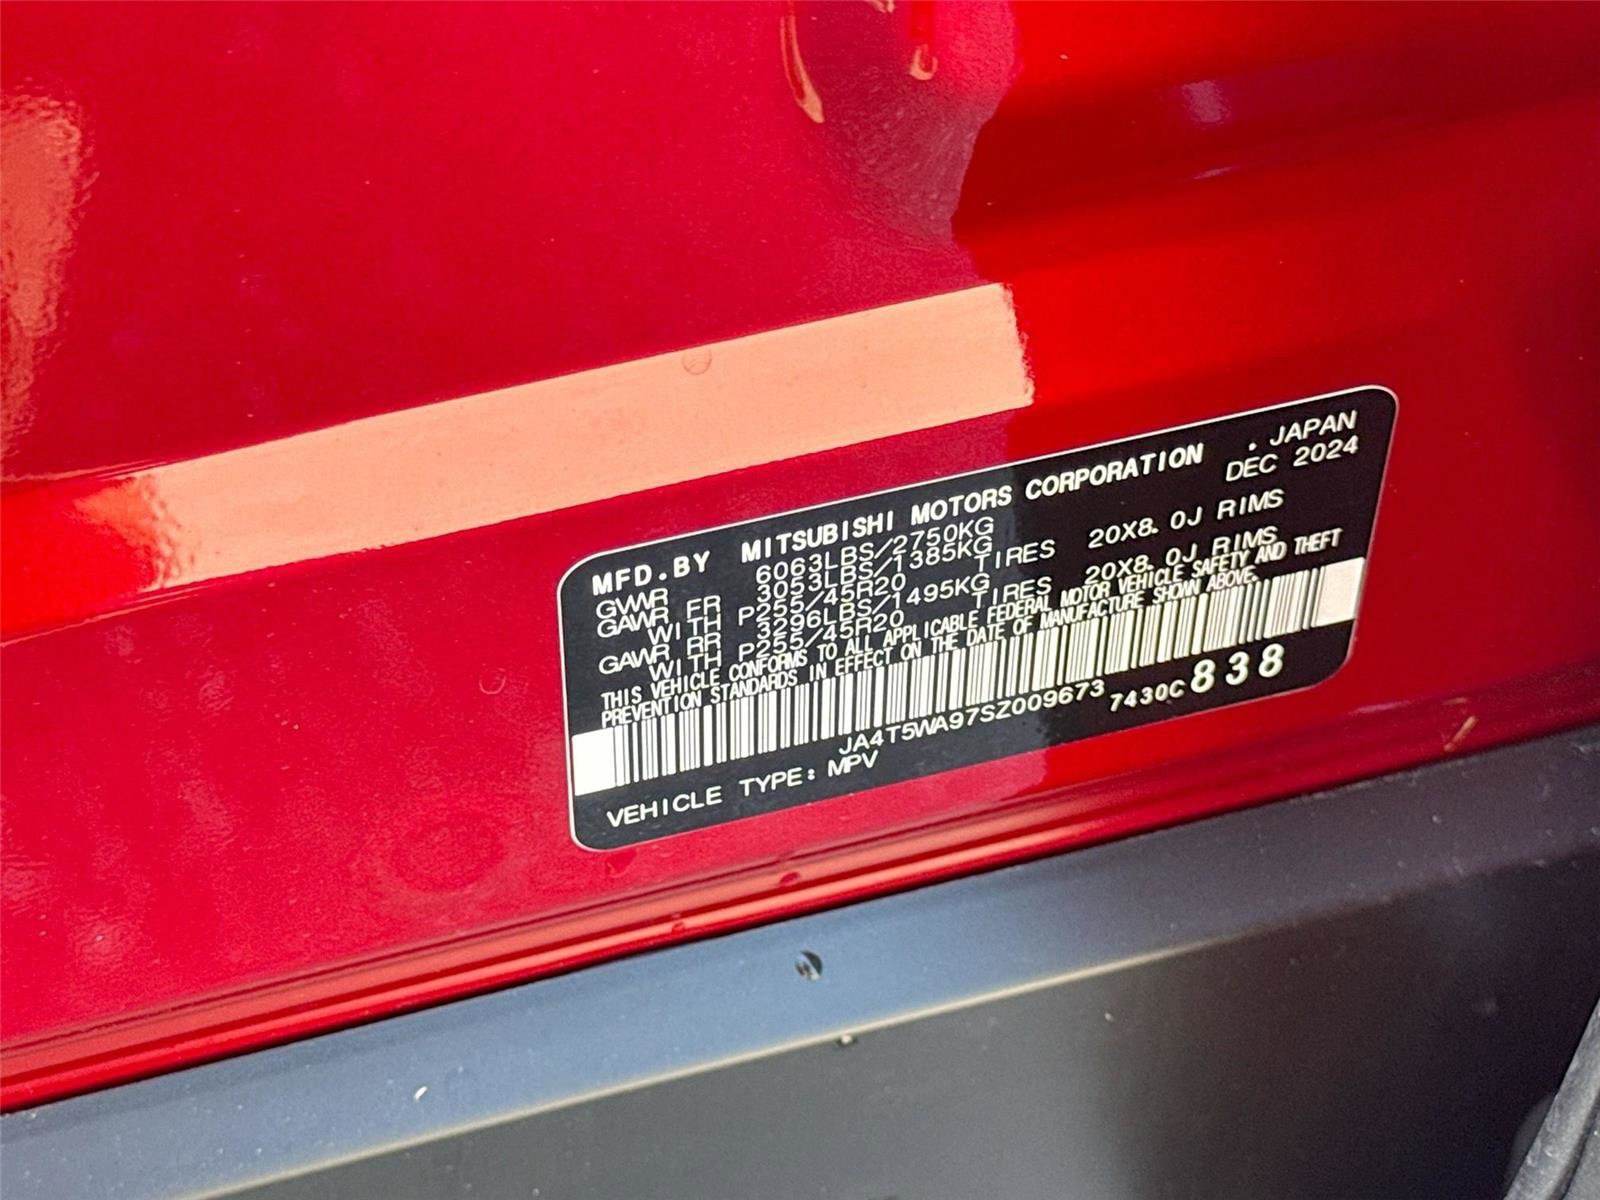 MFD.BY MITSUBISHI MOTORS CORPORATION . JAPAN
GVWR 6063LBS/2750KG DEC 2024
GAWR FR 3053LBS/1385KG
WITH P255/45R20 TIRES 20X8.0J RIMS
GAWR RR 3296LBS/1495KG
WITH P255/45R20 TIRES 20X8.0J RIMS
THIS VEHICLE CONFORMS TO ALL APPLICABLE FEDERAL MOTOR VEHICLE SAFETY AND THEFT
PREVENTION STANDARDS IN EFFECT ON THE DATE OF MANUFACTURE SHOWN ABOVE.
JA4T5WA97SZ009673 7430C 838
VEHICLE TYPE: MPV